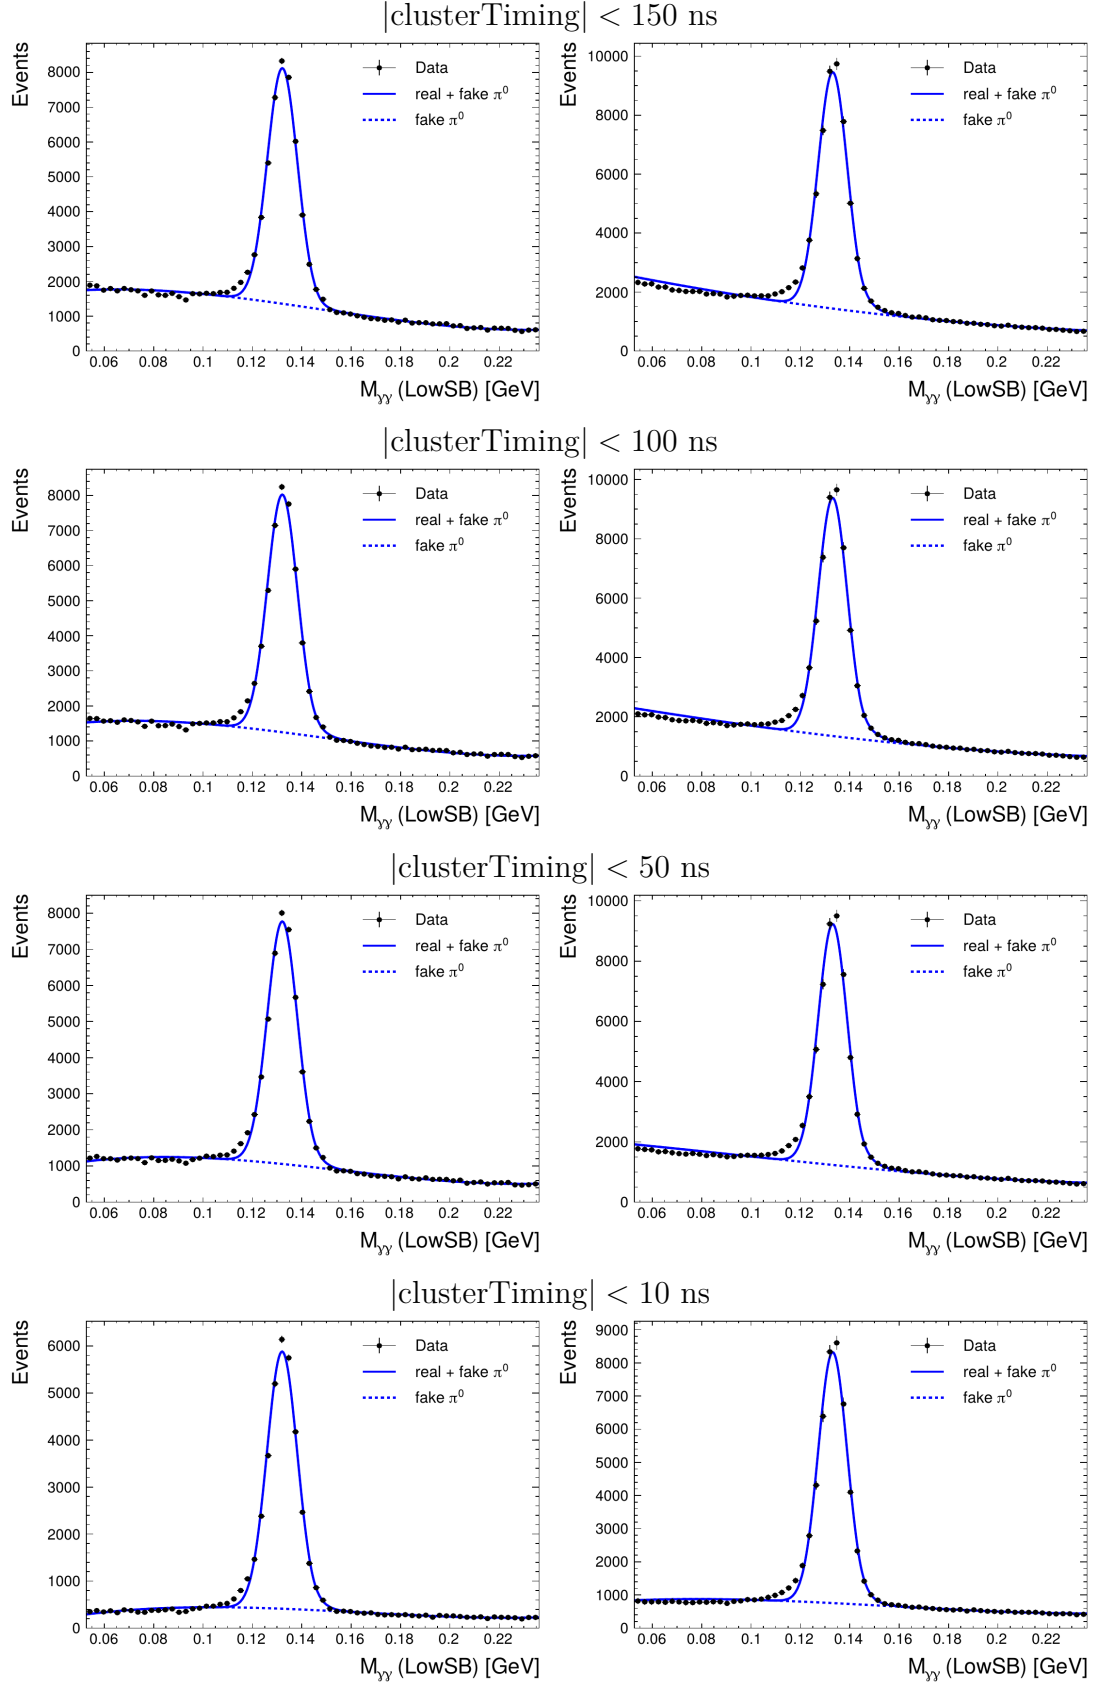 |clusterTiming| < 150 ns
Events
8000
7000
6000
5000
4000
3000
2000
1000
0
0.06 0.08 0.1 0.12 0.14 0.16 0.18 0.2 0.22
Data
real + fake π⁰
fake π⁰
M_γγ (LowSB) [GeV]
Events
10000
8000
6000
4000
2000
0
0.06 0.08 0.1 0.12 0.14 0.16 0.18 0.2 0.22
Data
real + fake π⁰
fake π⁰
M_γγ (LowSB) [GeV]
|clusterTiming| < 100 ns
Events
8000
7000
6000
5000
4000
3000
2000
1000
0
0.06 0.08 0.1 0.12 0.14 0.16 0.18 0.2 0.22
Data
real + fake π⁰
fake π⁰
M_γγ (LowSB) [GeV]
Events
10000
8000
6000
4000
2000
0
0.06 0.08 0.1 0.12 0.14 0.16 0.18 0.2 0.22
Data
real + fake π⁰
fake π⁰
M_γγ (LowSB) [GeV]
|clusterTiming| < 50 ns
Events
8000
7000
6000
5000
4000
3000
2000
1000
0
0.06 0.08 0.1 0.12 0.14 0.16 0.18 0.2 0.22
Data
real + fake π⁰
fake π⁰
M_γγ (LowSB) [GeV]
Events
10000
8000
6000
4000
2000
0
0.06 0.08 0.1 0.12 0.14 0.16 0.18 0.2 0.22
Data
real + fake π⁰
fake π⁰
M_γγ (LowSB) [GeV]
|clusterTiming| < 10 ns
Events
6000
5000
4000
3000
2000
1000
0
0.06 0.08 0.1 0.12 0.14 0.16 0.18 0.2 0.22
Data
real + fake π⁰
fake π⁰
M_γγ (LowSB) [GeV]
Events
9000
8000
7000
6000
5000
4000
3000
2000
1000
0
0.06 0.08 0.1 0.12 0.14 0.16 0.18 0.2 0.22
Data
real + fake π⁰
fake π⁰
M_γγ (LowSB) [GeV]